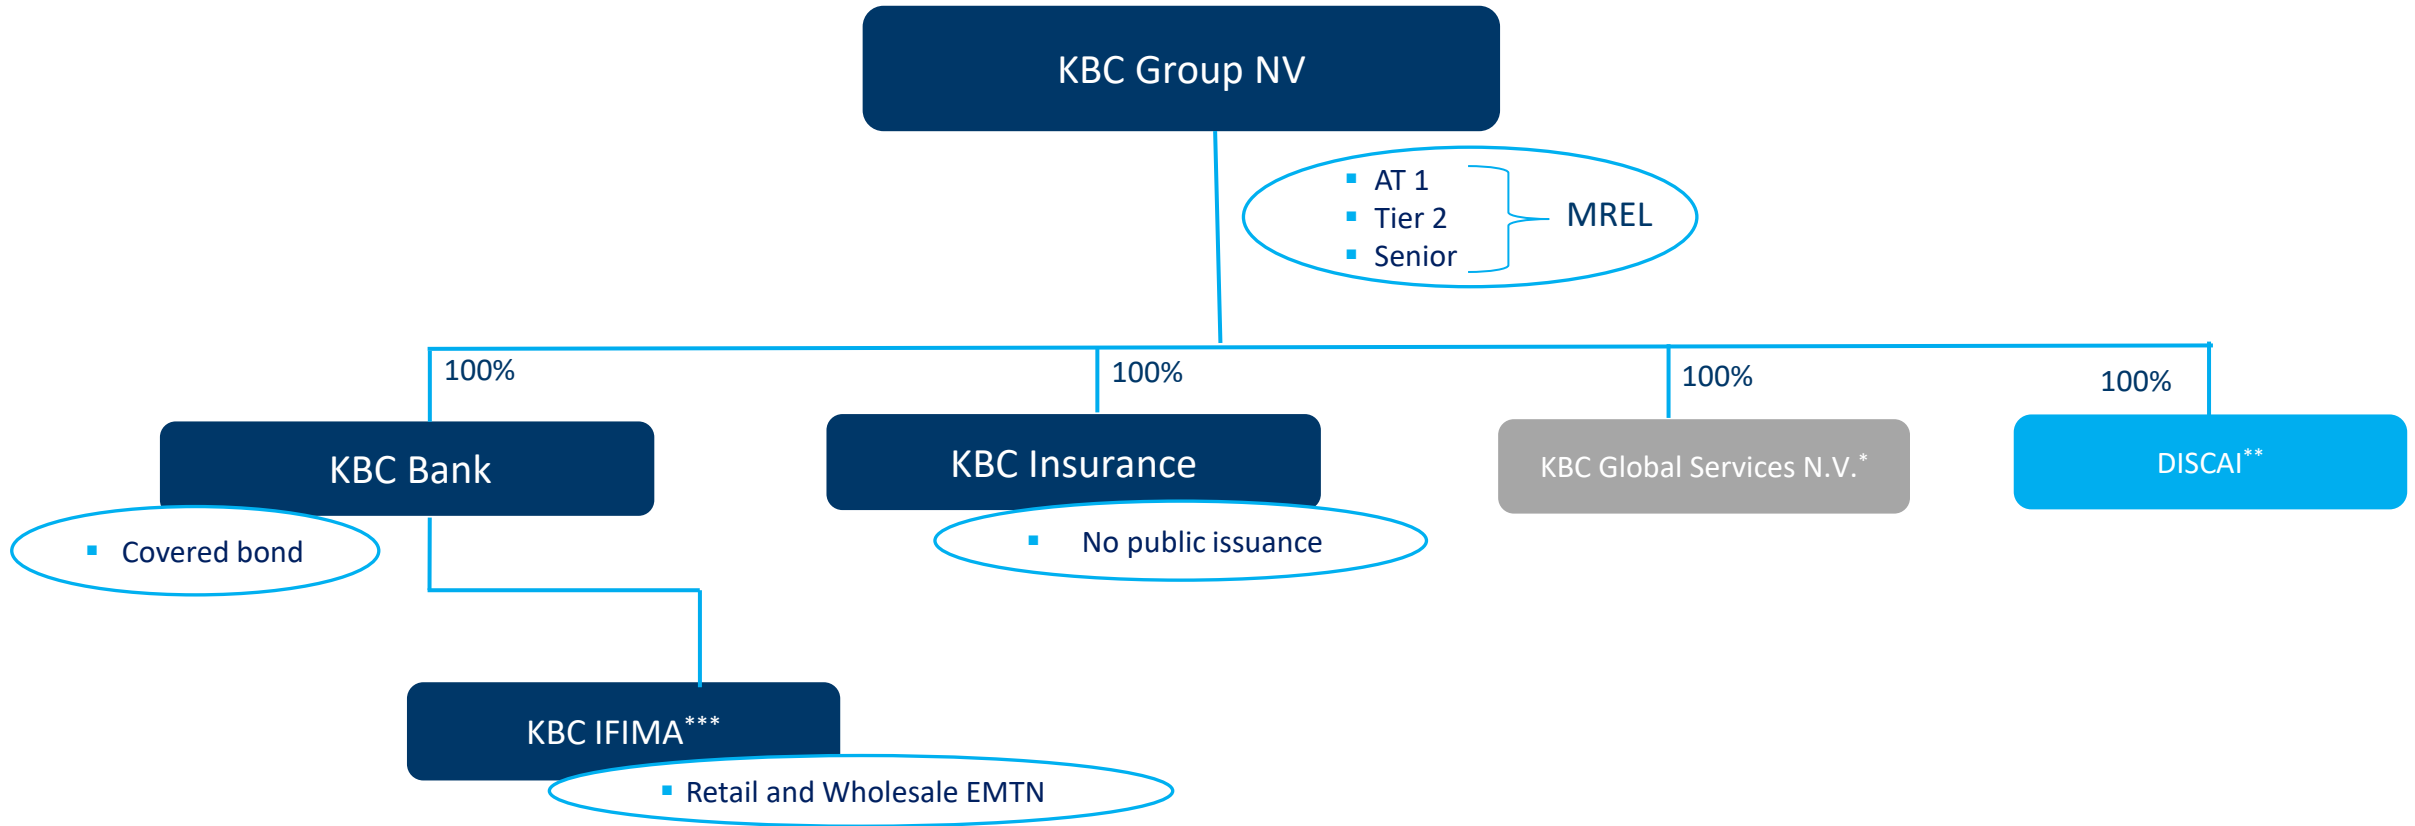 KBC Group NV
▪ AT 1
▪ Tier 2
▪ Senior
MREL
100%
100%
100%
100%
KBC Bank
KBC Insurance
KBC Global Services N.V.*
DISCAI**
▪ Covered bond
▪ No public issuance
KBC IFIMA***
▪ Retail and Wholesale EMTN